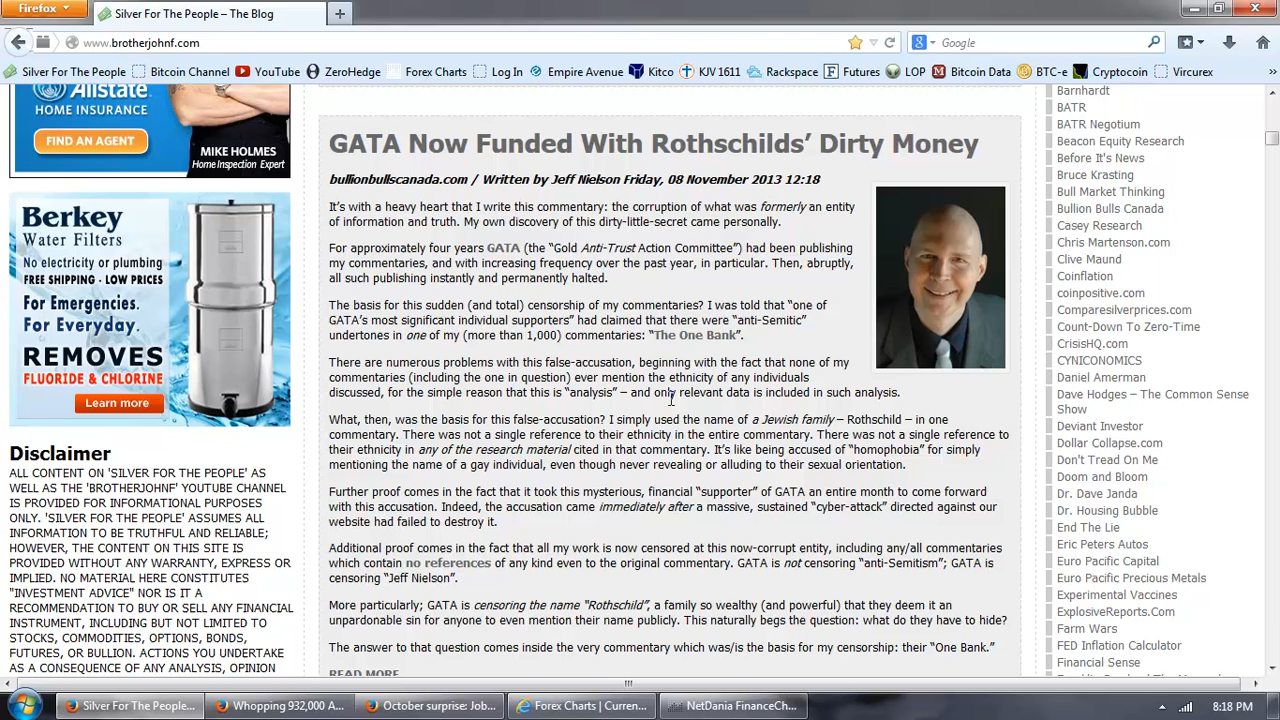 Firefox
Silver For The People – The Blog
www.brotherjohnf.com
Google
Silver For The People
Bitcoin Channel
YouTube
ZeroHedge
Forex Charts
Log In
Empire Avenue
Kitco
KJV 1611
Rackspace
Futures
LOP
Bitcoin Data
BTC-e
Cryptocoin
Vircurex
»
Allstate
HOME INSURANCE
FIND AN AGENT
MIKE HOLMES
Home Inspection Expert
Berkey
Water Filters
No electricity or plumbing
FREE SHIPPING - LOW PRICES
For Emergencies.
For Everyday.
REMOVES
FLUORIDE & CHLORINE
Learn more
Disclaimer
ALL CONTENT ON 'SILVER FOR THE PEOPLE' AS
WELL AS THE 'BROTHERJOHNF' YOUTUBE CHANNEL
IS PROVIDED FOR INFORMATIONAL PURPOSES
ONLY. 'SILVER FOR THE PEOPLE' ASSUMES ALL
INFORMATION TO BE TRUTHFUL AND RELIABLE;
HOWEVER, THE CONTENT ON THIS SITE IS
PROVIDED WITHOUT ANY WARRANTY, EXPRESS OR
IMPLIED. NO MATERIAL HERE CONSTITUTES
"INVESTMENT ADVICE" NOR IS IT A
RECOMMENDATION TO BUY OR SELL ANY FINANCIAL
INSTRUMENT, INCLUDING BUT NOT LIMITED TO
STOCKS, COMMODITIES, OPTIONS, BONDS,
FUTURES, OR BULLION. ACTIONS YOU UNDERTAKE
AS A CONSEQUENCE OF ANY ANALYSIS, OPINION
GATA Now Funded With Rothschilds’ Dirty Money
bullionbullscanada.com / Written by Jeff Nielson Friday, 08 November 2013 12:18
It’s with a heavy heart that I write this commentary: the corruption of what was formerly an entity
of information and truth. My own discovery of this dirty-little-secret came personally.
For approximately four years GATA (the “Gold Anti-Trust Action Committee”) had been publishing
my commentaries, and with increasing frequency over the past year, in particular. Then, abruptly,
all such publishing instantly and permanently halted.
The basis for this sudden (and total) censorship of my commentaries? I was told that “one of
GATA’s most significant individual supporters” had claimed that there were “anti-Semitic”
undertones in one of my (more than 1,000) commentaries: “The One Bank”.
There are numerous problems with this false-accusation, beginning with the fact that none of my
commentaries (including the one in question) ever mention the ethnicity of any individuals
discussed, for the simple reason that this is “analysis” – and only relevant data is included in such analysis.
What, then, was the basis for this false-accusation? I simply used the name of a Jewish family – Rothschild – in one
commentary. There was not a single reference to their ethnicity in the entire commentary. There was not a single reference to
their ethnicity in any of the research material cited in that commentary. It’s like being accused of “homophobia” for simply
mentioning the name of a gay individual, even though never revealing or alluding to their sexual orientation.
Further proof comes in the fact that it took this mysterious, financial “supporter” of GATA an entire month to come forward
with this accusation. Indeed, the accusation came immediately after a massive, sustained “cyber-attack” directed against our
website had failed to destroy it.
Additional proof comes in the fact that all my work is now censored at this now-corrupt entity, including any/all commentaries
which contain no references of any kind even to the original commentary. GATA is not censoring “anti-Semitism”; GATA is
censoring “Jeff Nielson”.
More particularly; GATA is censoring the name “Rothschild”, a family so wealthy (and powerful) that they deem it an
unpardonable sin for anyone to even mention their name publicly. This naturally begs the question: what do they have to hide?
The answer to that question comes inside the very commentary which was/is the basis for my censorship: their “One Bank.”
READ MORE
Barnhardt
BATR
BATR Negotium
Beacon Equity Research
Before It's News
Bruce Krasting
Bull Market Thinking
Bullion Bulls Canada
Casey Research
Chris Martenson.com
Clive Maund
Coinflation
coinpositive.com
Comparesilverprices.com
Count-Down To Zero-Time
CrisisHQ.com
CYNICONOMICS
Daniel Amerman
Dave Hodges – The Common Sense
Show
Deviant Investor
Dollar Collapse.com
Don't Tread On Me
Doom and Bloom
Dr. Dave Janda
Dr. Housing Bubble
End The Lie
Eric Peters Autos
Euro Pacific Capital
Euro Pacific Precious Metals
Experimental Vaccines
ExplosiveReports.Com
Farm Wars
FED Inflation Calculator
Financial Sense
Silver For The People...
Whopping 932,000 A...
October surprise: Job...
Forex Charts | Curren...
NetDania FinanceCha...
8:18 PM